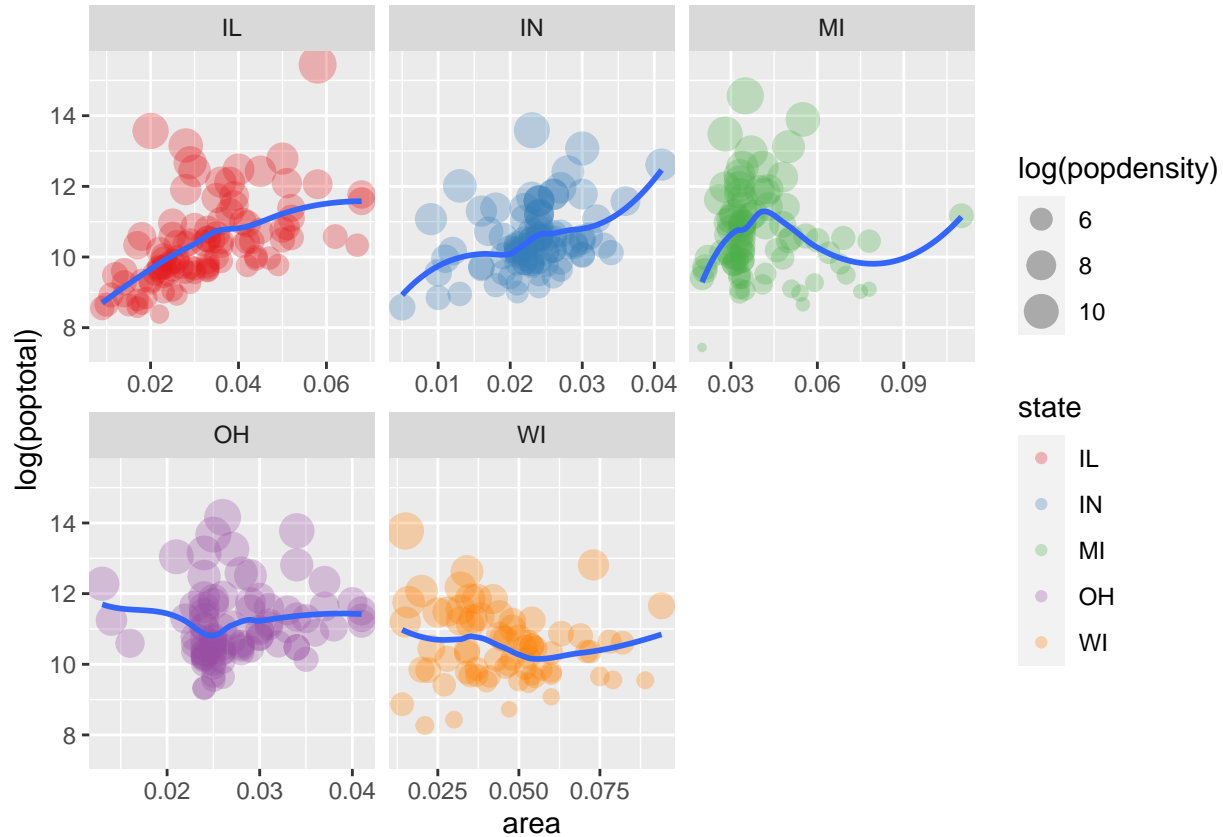 IL
IN
MI
14
12
10
8
0.02 0.04 0.06
0.01 0.02 0.03 0.04
0.03 0.06 0.09
OH
WI
14
12
10
8
0.02 0.03 0.04
0.025 0.050 0.075
log(poptotal)
area
log(popdensity)
6
8
10
state
IL
IN
MI
OH
WI